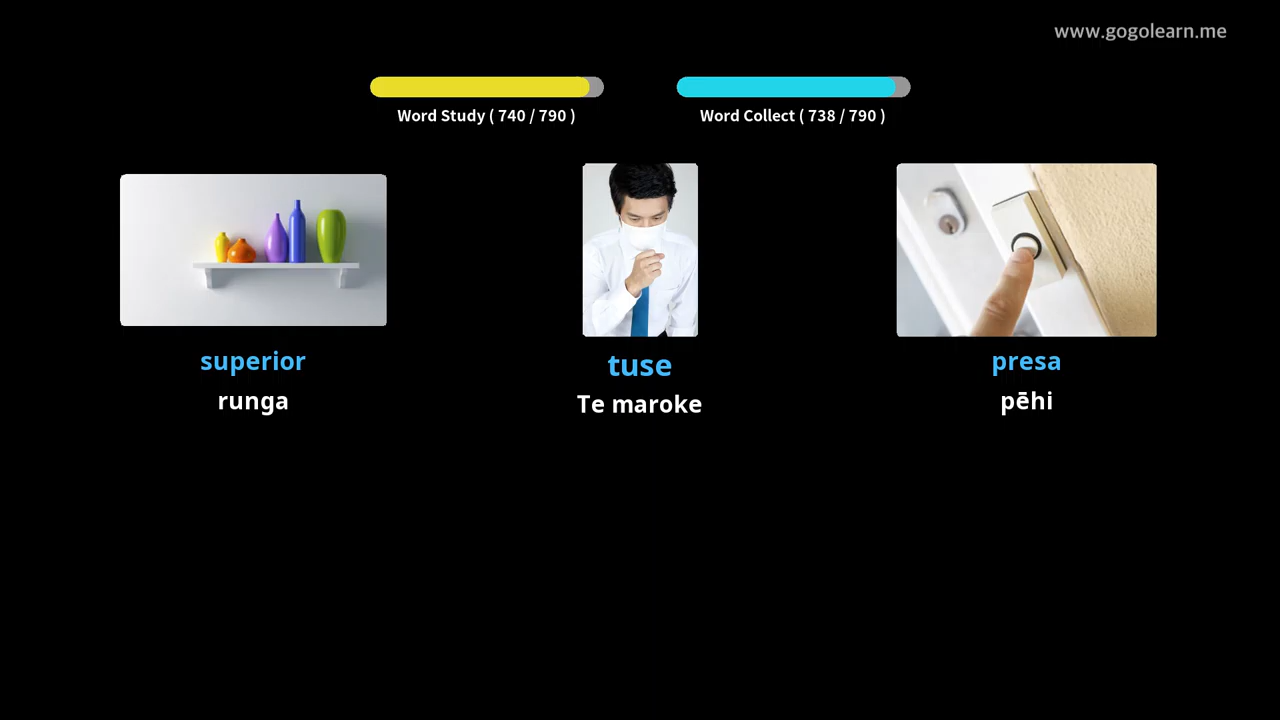 www.gogolearn.me
Word Study ( 740 / 790 )
Word Collect ( 738 / 790 )
superior
runga
tuse
Te maroke
presa
pēhi